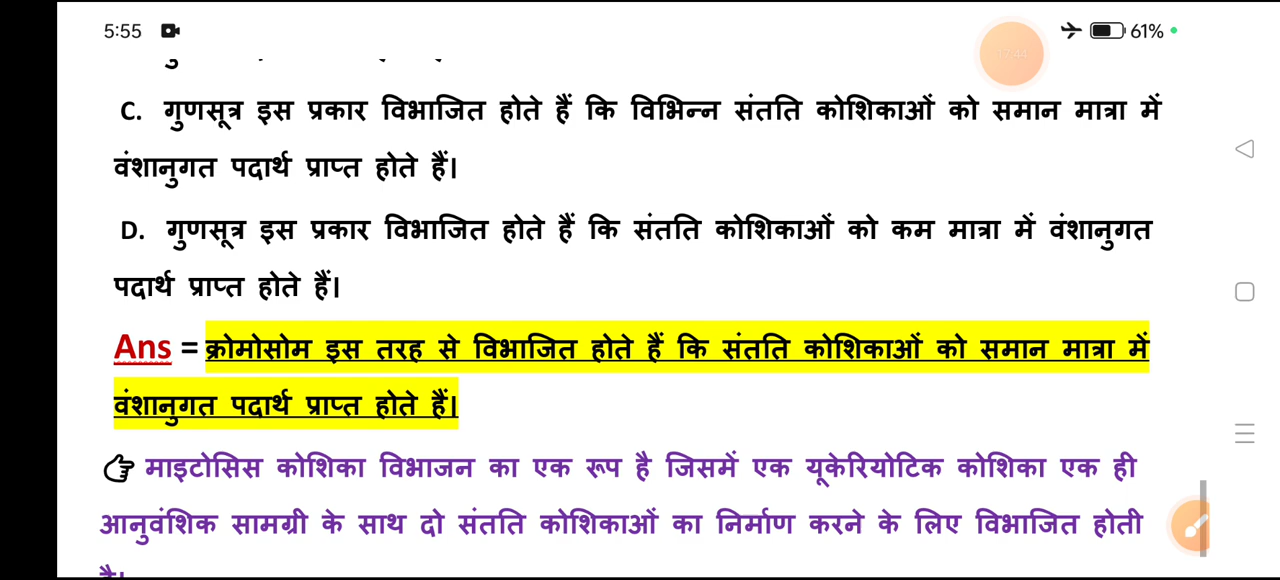 5:55 61%
C. गुणसूत्र इस प्रकार विभाजित होते हैं कि विभिन्न संतति कोशिकाओं को समान मात्रा में
वंशानुगत पदार्थ प्राप्त होते हैं।
D. गुणसूत्र इस प्रकार विभाजित होते हैं कि संतति कोशिकाओं को कम मात्रा में वंशानुगत
पदार्थ प्राप्त होते हैं।
Ans = क्रोमोसोम इस तरह से विभाजित होते हैं कि संतति कोशिकाओं को समान मात्रा में
वंशानुगत पदार्थ प्राप्त होते हैं।
माइटोसिस कोशिका विभाजन का एक रूप है जिसमें एक यूकेरियोटिक कोशिका एक ही
आनुवंशिक सामग्री के साथ दो संतति कोशिकाओं का निर्माण करने के लिए विभाजित होती
है।